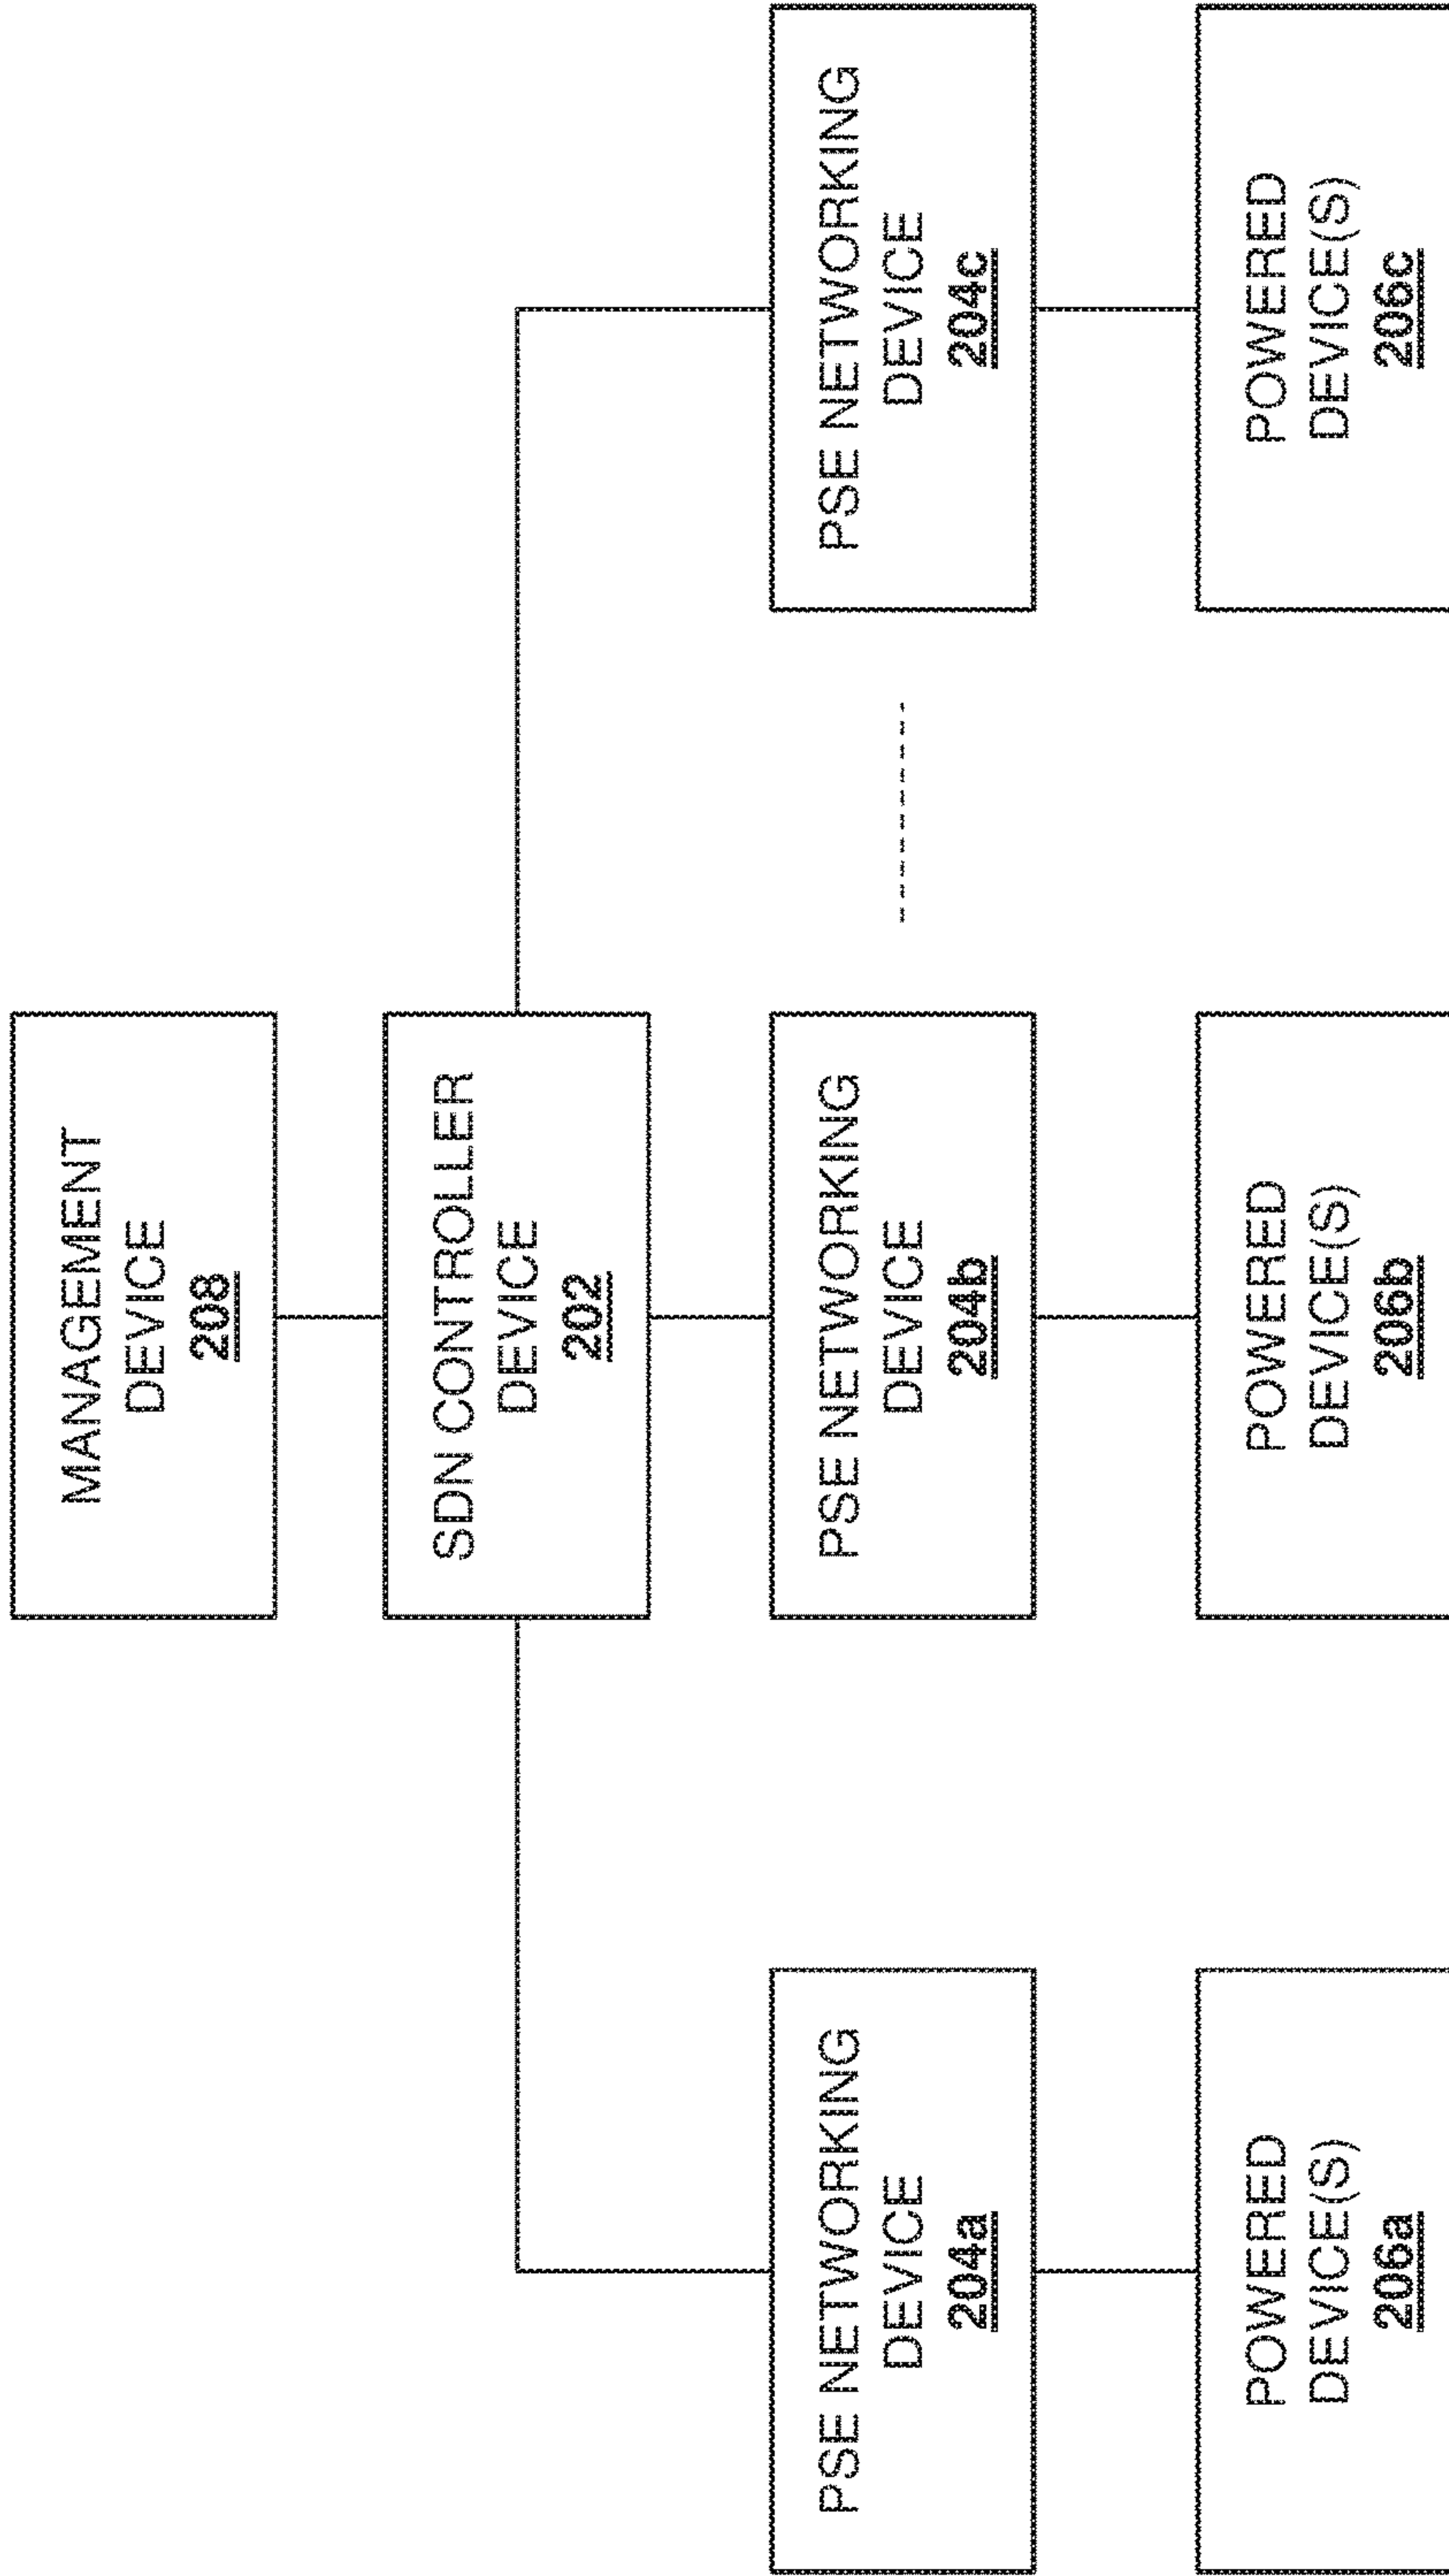 MANAGEMENT
DEVICE
208
SDN CONTROLLER
DEVICE
202
PSE NETWORKING
DEVICE
204a
PSE NETWORKING
DEVICE
204b
PSE NETWORKING
DEVICE
204c
POWERED
DEVICE(S)
206a
POWERED
DEVICE(S)
206b
POWERED
DEVICE(S)
206c